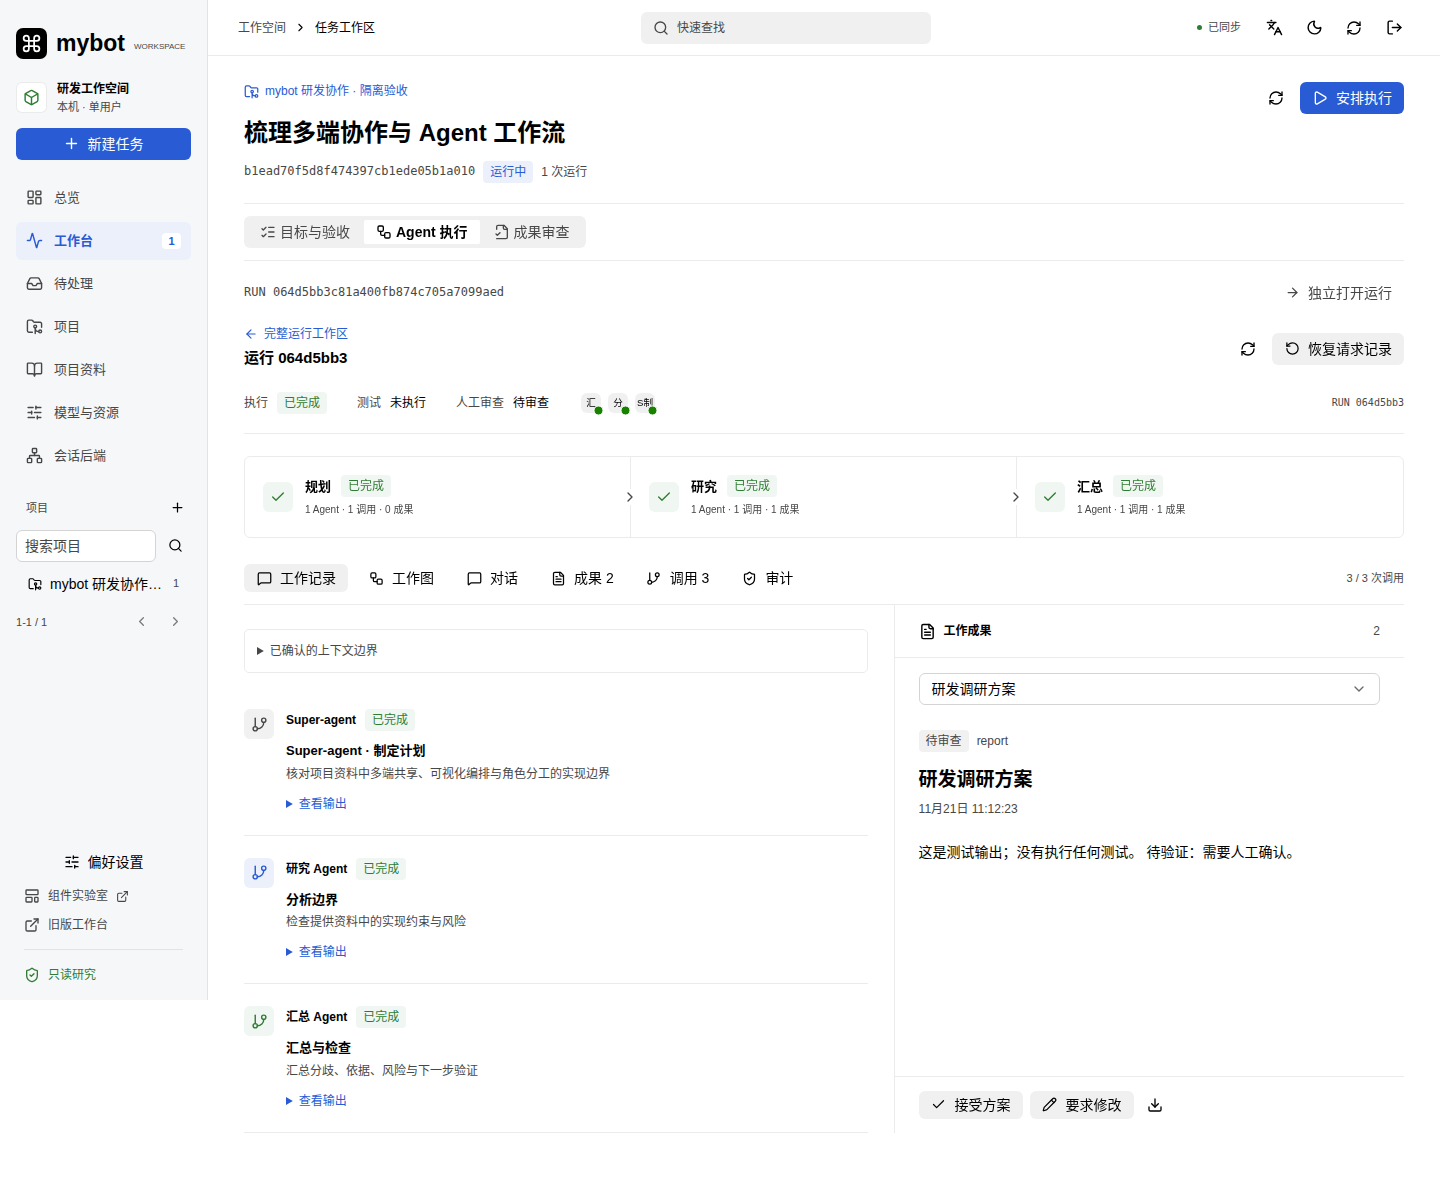 mybot WORKSPACE
研发工作空间
本机 · 单用户
新建任务
总览
工作台 1
待处理
项目
项目资料
模型与资源
会话后端
项目
搜索项目
mybot 研发协作… 1
1-1 / 1
偏好设置
组件实验室
旧版工作台
只读研究
工作空间 任务工作区
快速查找
已同步
mybot 研发协作 · 隔离验收
安排执行
梳理多端协作与 Agent 工作流
b1ead70f5d8f474397cb1ede05b1a010 运行中 1 次运行
目标与验收 Agent 执行 成果审查
RUN 064d5bb3c81a400fb874c705a7099aed
独立打开运行
完整运行工作区
运行 064d5bb3
恢复请求记录
执行 已完成 测试 未执行 人工审查 待审查 汇 分 S制
RUN 064d5bb3
规划 已完成
1 Agent · 1 调用 · 0 成果
研究 已完成
1 Agent · 1 调用 · 1 成果
汇总 已完成
1 Agent · 1 调用 · 1 成果
工作记录 工作图 对话 成果 2 调用 3 审计
3 / 3 次调用
已确认的上下文边界
Super-agent 已完成
Super-agent · 制定计划
核对项目资料中多端共享、可视化编排与角色分工的实现边界
查看输出
研究 Agent 已完成
分析边界
检查提供资料中的实现约束与风险
查看输出
汇总 Agent 已完成
汇总与检查
汇总分歧、依据、风险与下一步验证
查看输出
工作成果 2
研发调研方案
待审查 report
研发调研方案
11月21日 11:12:23
这是测试输出；没有执行任何测试。 待验证：需要人工确认。
接受方案 要求修改